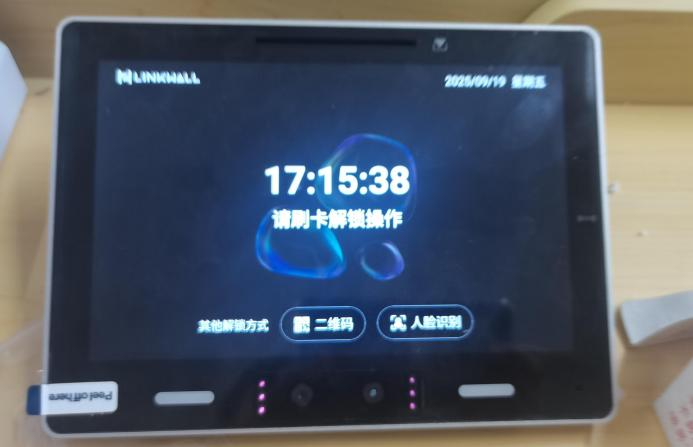 LINKWALL
2025/09/19 星期五
17:15:38
请刷卡解锁操作
其他解锁方式
二维码
人脸识别
Peel off here